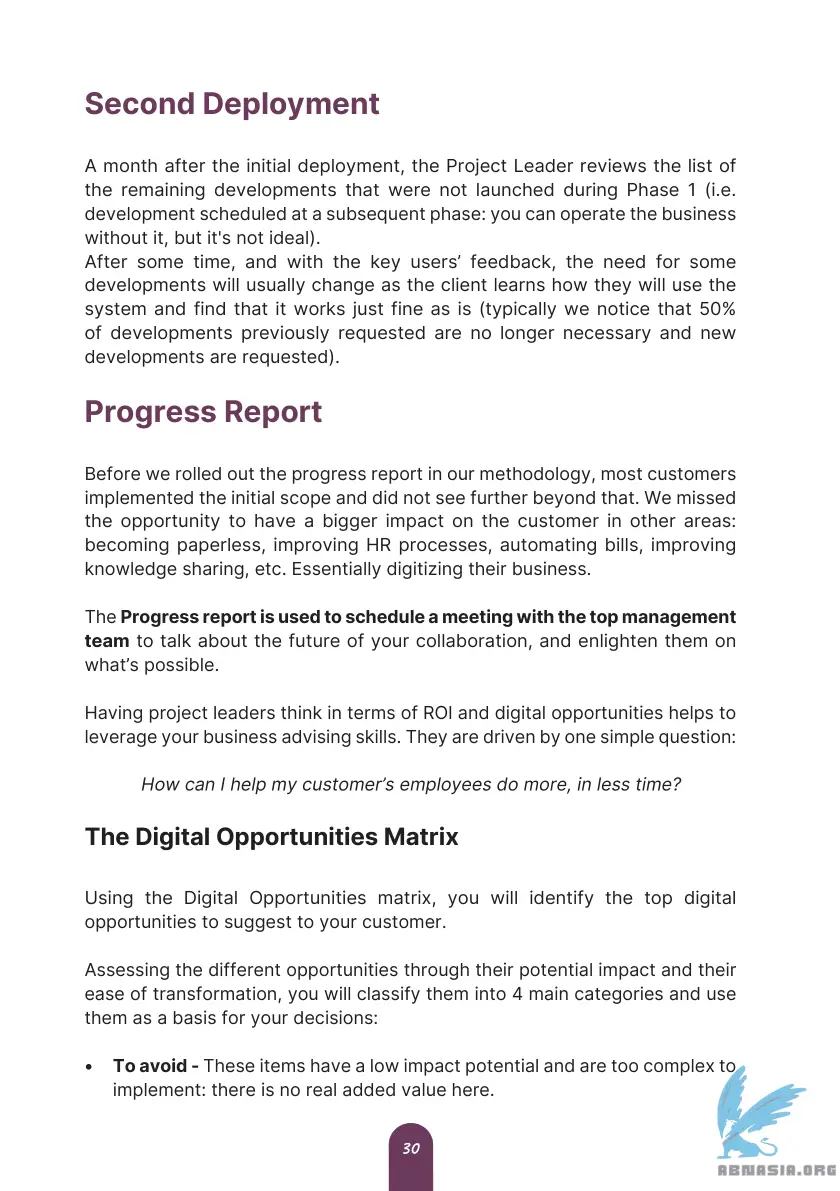 Second Deployment
A month after the initial deployment, the Project Leader reviews the list of
the remaining developments that were not launched during Phase 1 (i.e.
development scheduled at a subsequent phase: you can operate the business
without it, but it's not ideal).
After some time, and with the key users’ feedback, the need for some
developments will usually change as the client learns how they will use the
system and find that it works just fine as is (typically we notice that 50%
of developments previously requested are no longer necessary and new
developments are requested).
Progress Report
Before we rolled out the progress report in our methodology, most customers
implemented the initial scope and did not see further beyond that. We missed
the opportunity to have a bigger impact on the customer in other areas:
becoming paperless, improving HR processes, automating bills, improving
knowledge sharing, etc. Essentially digitizing their business.
The Progress report is used to schedule a meeting with the top management
team to talk about the future of your collaboration, and enlighten them on
what’s possible.
Having project leaders think in terms of ROI and digital opportunities helps to
leverage your business advising skills. They are driven by one simple question:
How can I help my customer’s employees do more, in less time?
The Digital Opportunities Matrix
Using the Digital Opportunities matrix, you will identify the top digital
opportunities to suggest to your customer.
Assessing the different opportunities through their potential impact and their
ease of transformation, you will classify them into 4 main categories and use
them as a basis for your decisions:
• To avoid - These items have a low impact potential and are too complex to
implement: there is no real added value here.
30
ABNASIA.ORG